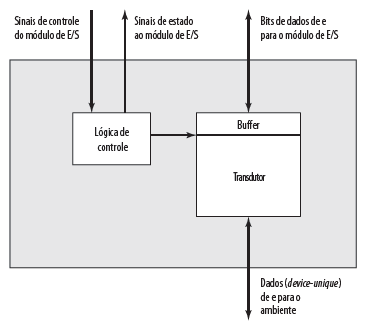 Sinais de controle
do módulo de E/S
Sinais de estado
ao módulo de E/S
Bits de dados de e
para o módulo de E/S
Lógica de
controle
Buffer
Transdutor
Dados (device-unique)
de e para o
ambiente